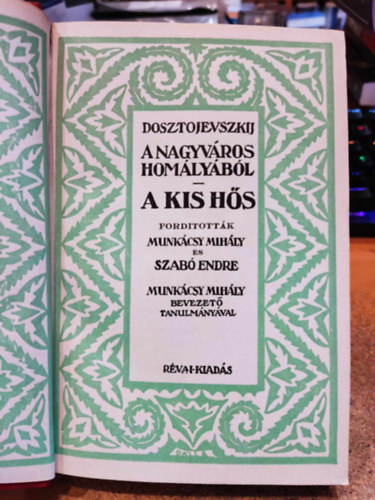 DOSZTOJEVSZKIJ
A NAGYVÁROS
HOMÁLYÁBÓL
—
A KIS HŐS
FORDITOTTÁK
MUNKÁCSY MIHÁLY
ÉS
SZABÓ ENDRE
MUNKÁCSY MIHÁLY
BEVEZETŐ
TANULMÁNYÁVAL
RÉVAI-KIADÁS